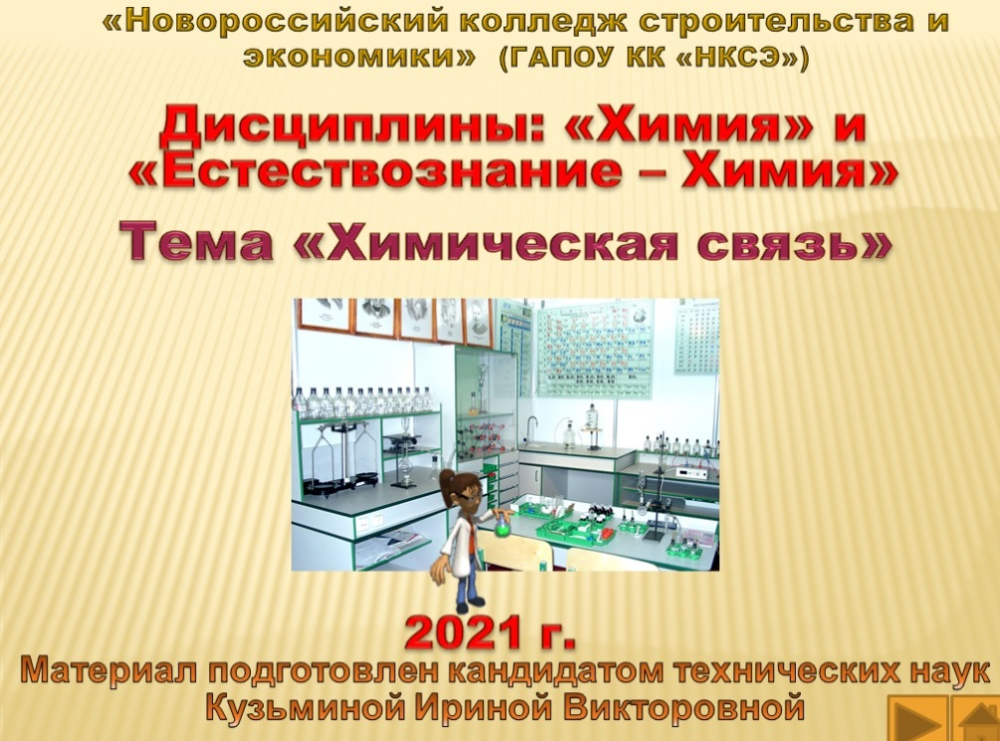 «Новороссийский колледж строительства и
экономики» (ГАПОУ КК «НКСЭ»)
Дисциплины: «Химия» и
«Естествознание – Химия»
Тема «Химическая связь»
2021 г.
Материал подготовлен кандидатом технических наук
Кузьминой Ириной Викторовной